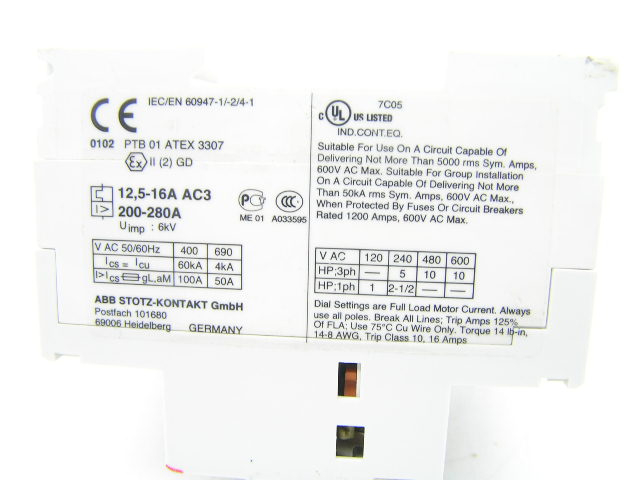 CE IEC/EN 60947-1/-2/4-1
0102 PTB 01 ATEX 3307
Ex II (2) GD
12,5-16A AC3
I> 200-280A
Uimp : 6kV
PC CCC
ME 01 A033595
V AC 50/60Hz 400 690
Ics = Icu 60kA 4kA
I>Ics gL,aM 100A 50A
ABB STOTZ-KONTAKT GmbH
Postfach 101680
69006 Heidelberg GERMANY
7C05
c UL US LISTED
IND.CONT.EQ.
Suitable For Use On A Circuit Capable Of
Delivering Not More Than 5000 rms Sym. Amps,
600V AC Max. Suitable For Group Installation
On A Circuit Capable Of Delivering Not More
Than 50kA rms Sym. Amps, 600V AC Max.,
When Protected By Fuses Or Circuit Breakers
Rated 1200 Amps, 600V AC Max.
V AC 120 240 480 600
HP;3ph — 5 10 10
HP;1ph 1 2-1/2 — —
Dial Settings are Full Load Motor Current. Always
use all poles. Break All Lines; Trip Amps 125%
Of FLA; Use 75°C Cu Wire Only. Torque 14 lb-in,
14-8 AWG, Trip Class 10, 16 Amps